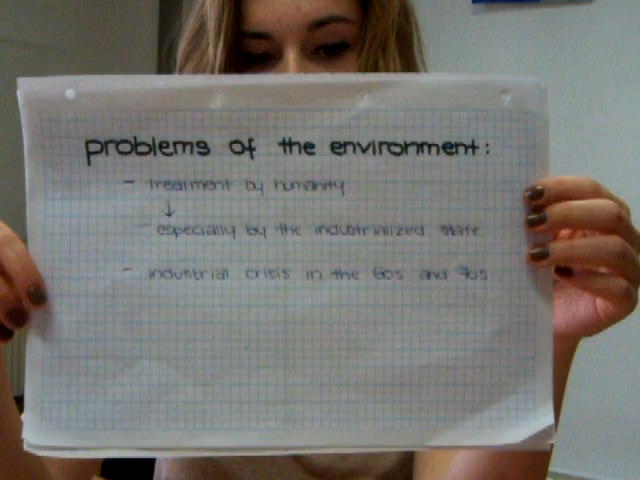 problems of the environment:
- treatment by humanity
↓
- especially by the industrialized state
- industrial crisis in the 60s and 70s